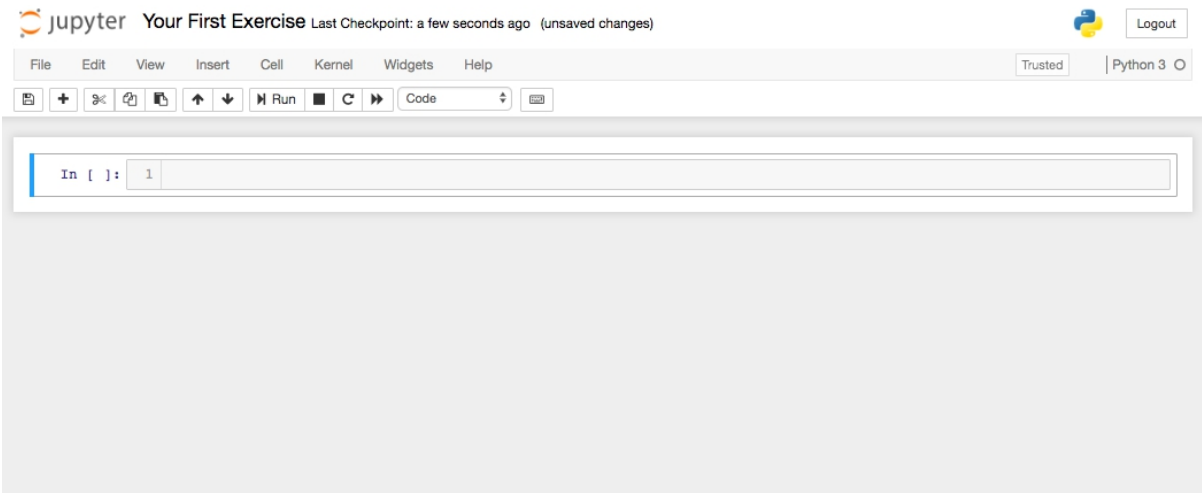 jupyter Your First Exercise Last Checkpoint: a few seconds ago (unsaved changes) Logout
File Edit View Insert Cell Kernel Widgets Help Trusted Python 3
Run Code
In [ ]: 1